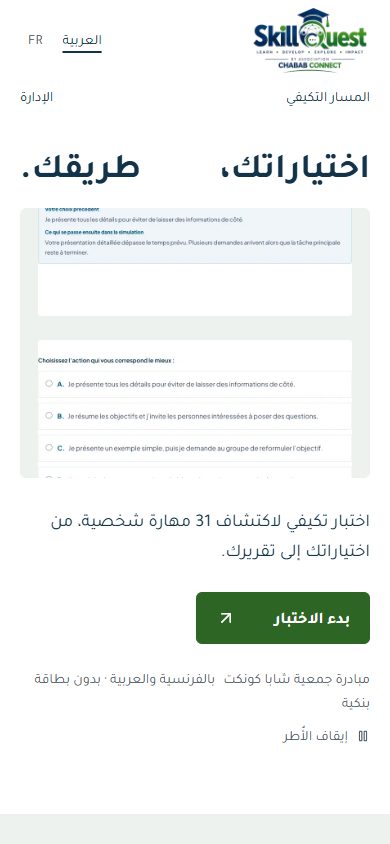 SkillQuest
LEARN • DEVELOP • EXPLORE • IMPACT
BY ASSOCIATION
CHABAB CONNECT
العربية FR
المسار التكيفي الإدارة
اختياراتك، طريقك.
Votre choix précédent
Je présente tous les détails pour éviter de laisser des informations de côté.
Ce qui se passe ensuite dans la simulation
Votre présentation détaillée dépasse le temps prévu. Plusieurs demandes arrivent alors que la tâche principale
reste à terminer.
Choisissez l'action qui vous correspond le mieux :
A. Je présente tous les détails pour éviter de laisser des informations de côté.
B. Je résume les objectifs et j'invite les personnes intéressées à poser des questions.
C. Je présente un exemple simple, puis je demande au groupe de reformuler l'objectif.
اختبار تكيفي لاكتشاف 31 مهارة شخصية، من
اختياراتك إلى تقريرك.
بدء الاختبار
مبادرة جمعية شابا كونكت بالفرنسية والعربية · بدون بطاقة
بنكية
إيقاف الأُطر